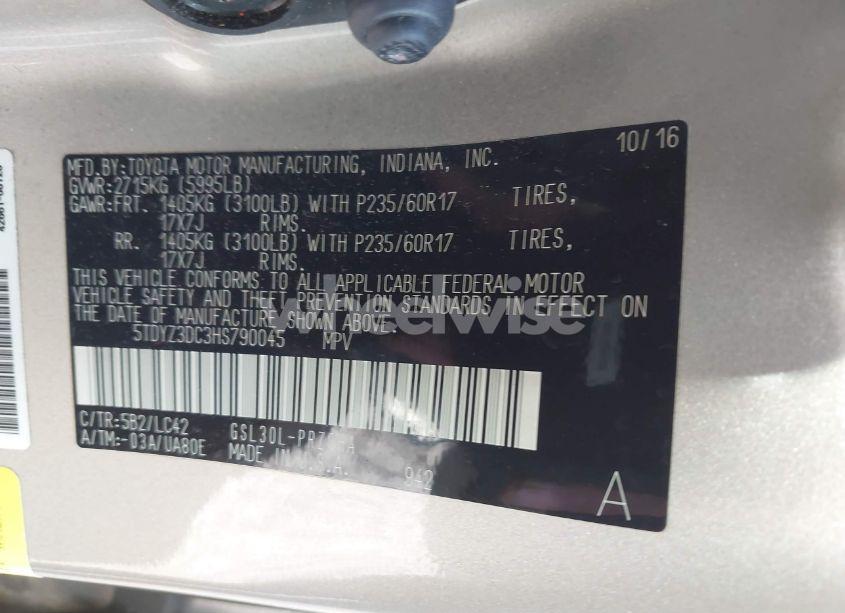 10/16
MFD.BY:TOYOTA MOTOR MANUFACTURING, INDIANA, INC.
GVWR:2715KG (5995LB)
GAWR:FRT. 1405KG (3100LB) WITH P235/60R17 TIRES,
17X7J RIMS.
RR. 1405KG (3100LB) WITH P235/60R17 TIRES,
17X7J RIMS.
THIS VEHICLE CONFORMS TO ALL APPLICABLE FEDERAL MOTOR
VEHICLE SAFETY AND THEFT PREVENTION STANDARDS IN EFFECT ON
THE DATE OF MANUFACTURE SHOWN ABOVE.
wheelwise
5TDYZ3DC3HS790045 MPV
C/TR:5B2/LC42
A/TM:-03A/UA80E
MADE IN U.S.A. 942
A